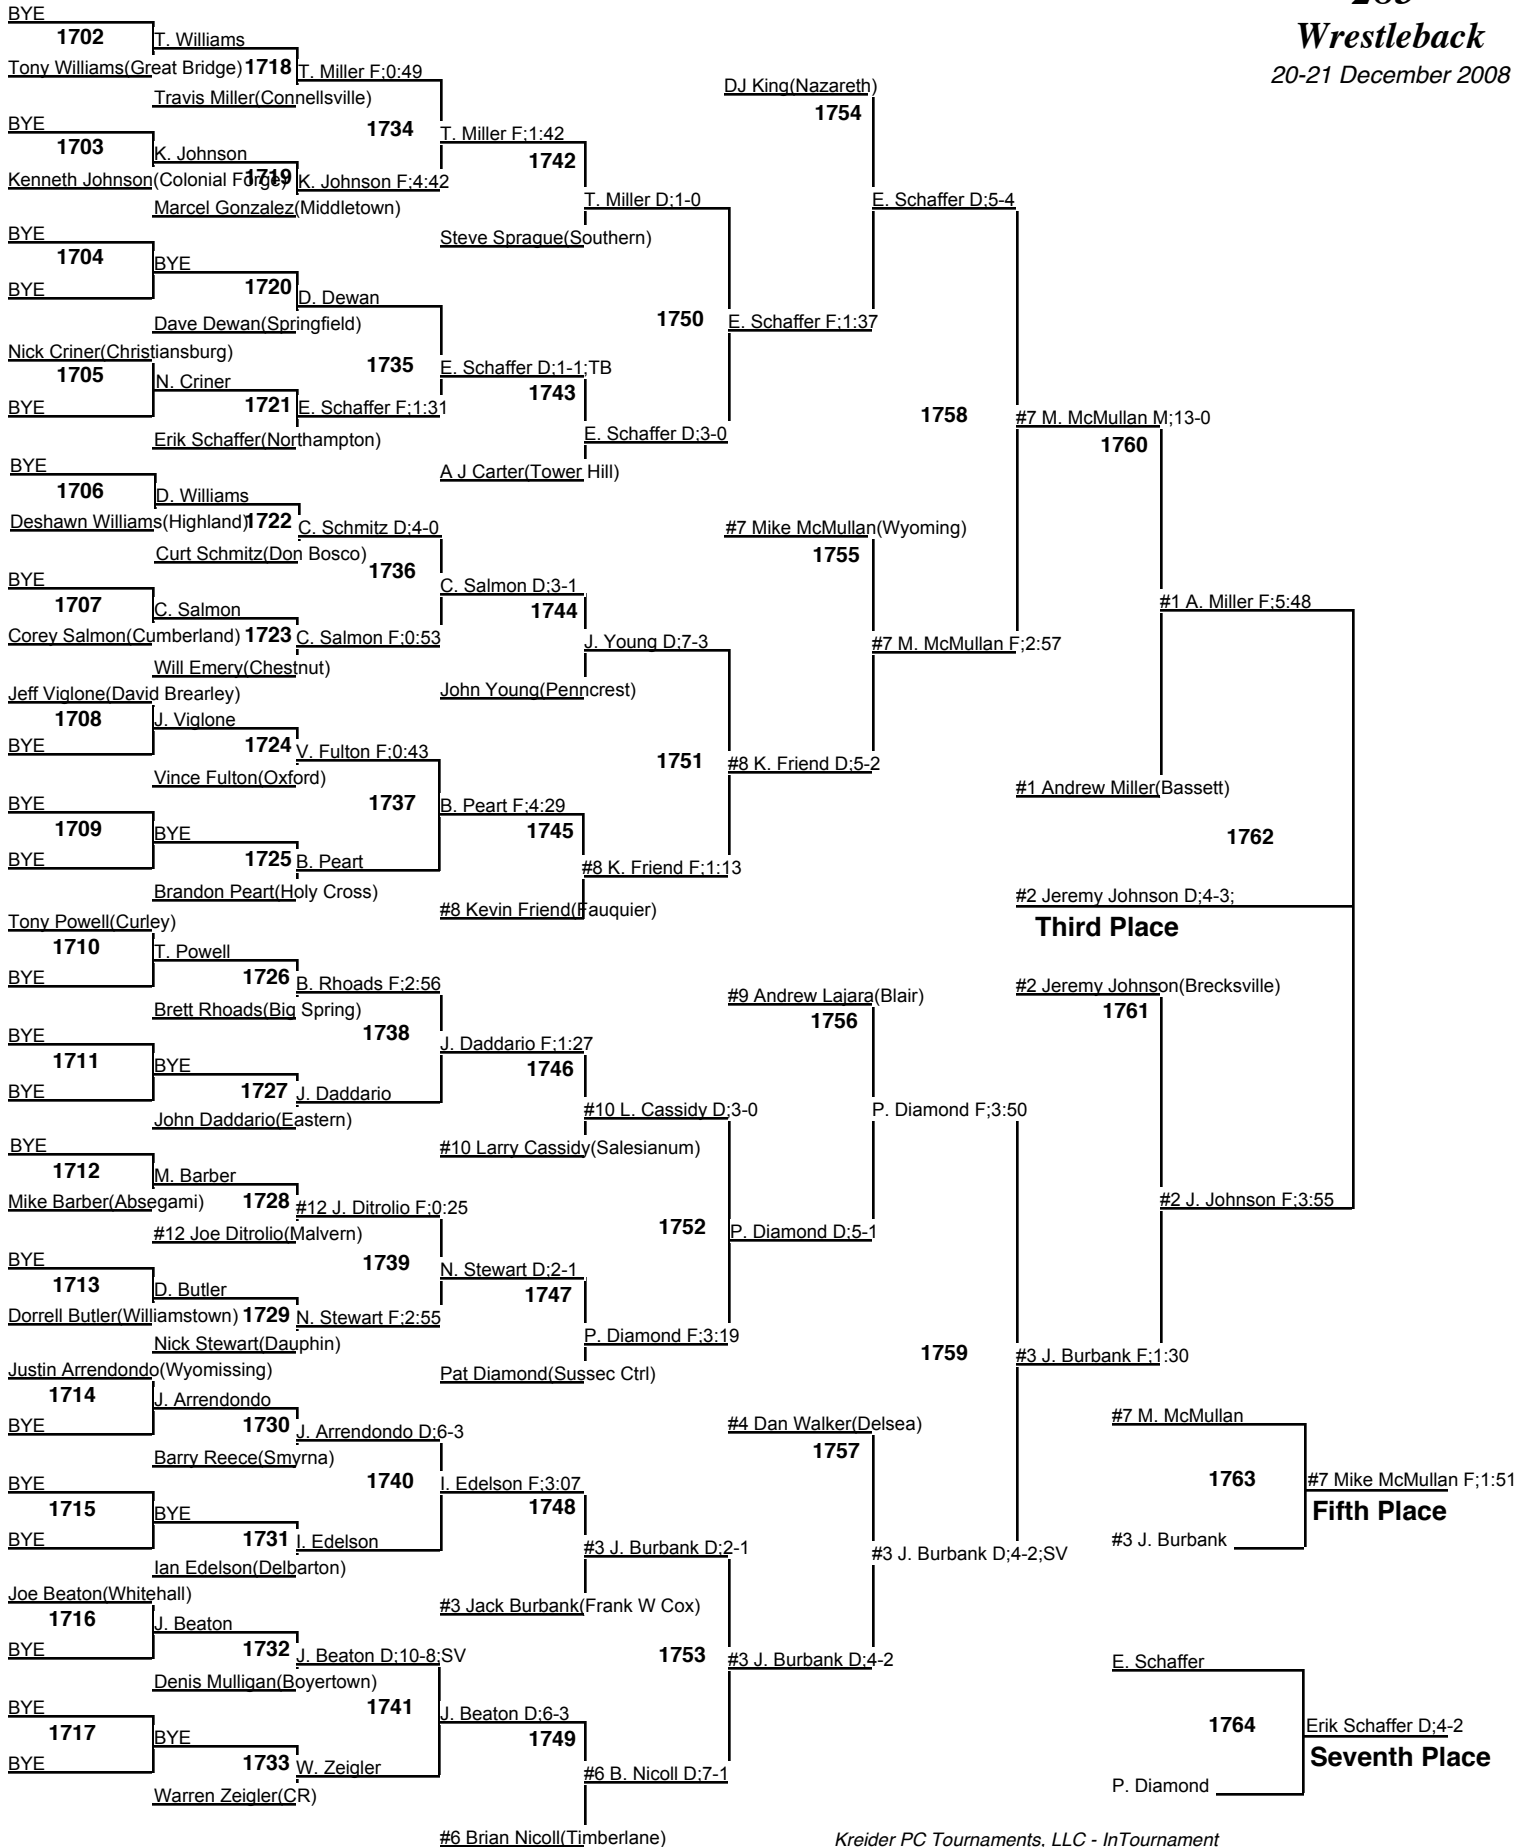 Wrestleback
20-21 December 2008
BYE
1702
T. Williams
Tony Williams(Great Bridge)
1718
T. Miller F;0:49
Travis Miller(Connellsville)
1734
BYE
1703
K. Johnson
Kenneth Johnson(Colonial Forge)
1719
K. Johnson F;4:42
Marcel Gonzalez(Middletown)
T. Miller F;1:42
1742
T. Miller D;1-0
Steve Sprague(Southern)
BYE
1704
BYE
BYE
1720
D. Dewan
Dave Dewan(Springfield)
1735
Nick Criner(Christiansburg)
1705
N. Criner
BYE
1721
E. Schaffer F;1:31
Erik Schaffer(Northampton)
E. Schaffer D;1-1;TB
1743
E. Schaffer D;3-0
A J Carter(Tower Hill)
1750
E. Schaffer F;1:37
DJ King(Nazareth)
1754
E. Schaffer D;5-4
BYE
1706
D. Williams
Deshawn Williams(Highland)
1722
C. Schmitz D;4-0
Curt Schmitz(Don Bosco)
1736
BYE
1707
C. Salmon
Corey Salmon(Cumberland)
1723
C. Salmon F;0:53
Will Emery(Chestnut)
C. Salmon D;3-1
1744
J. Young D;7-3
John Young(Penncrest)
Jeff Viglone(David Brearley)
1708
J. Viglone
BYE
1724
V. Fulton F;0:43
Vince Fulton(Oxford)
1737
BYE
1709
BYE
BYE
1725
B. Peart
Brandon Peart(Holy Cross)
B. Peart F;4:29
1745
#8 K. Friend F;1:13
#8 Kevin Friend(Fauquier)
1751
#8 K. Friend D;5-2
#7 Mike McMullan(Wyoming)
1755
#7 M. McMullan F;2:57
1758
#7 M. McMullan M;13-0
1760
#1 A. Miller F;5:48
#1 Andrew Miller(Bassett)
1762
#2 Jeremy Johnson D;4-3;
Third Place
Tony Powell(Curley)
1710
T. Powell
BYE
1726
B. Rhoads F;2:56
Brett Rhoads(Big Spring)
1738
BYE
1711
BYE
BYE
1727
J. Daddario
John Daddario(Eastern)
J. Daddario F;1:27
1746
#10 L. Cassidy D;3-0
#10 Larry Cassidy(Salesianum)
BYE
1712
M. Barber
Mike Barber(Absegami)
1728
#12 J. Ditrolio F;0:25
#12 Joe Ditrolio(Malvern)
1739
BYE
1713
D. Butler
Dorrell Butler(Williamstown)
1729
N. Stewart F;2:55
Nick Stewart(Dauphin)
N. Stewart D;2-1
1747
P. Diamond F;3:19
Pat Diamond(Sussec Ctrl)
1752
P. Diamond D;5-1
#9 Andrew Lajara(Blair)
1756
P. Diamond F;3:50
Justin Arrendondo(Wyomissing)
1714
J. Arrendondo
BYE
1730
J. Arrendondo D;6-3
Barry Reece(Smyrna)
1740
BYE
1715
BYE
BYE
1731
I. Edelson
Ian Edelson(Delbarton)
I. Edelson F;3:07
1748
#3 J. Burbank D;2-1
#3 Jack Burbank(Frank W Cox)
Joe Beaton(Whitehall)
1716
J. Beaton
BYE
1732
J. Beaton D;10-8;SV
Denis Mulligan(Boyertown)
1741
BYE
1717
BYE
BYE
1733
W. Zeigler
Warren Zeigler(CR)
J. Beaton D;6-3
1749
#6 B. Nicoll D;7-1
#6 Brian Nicoll(Timberlane)
1753
#3 J. Burbank D;4-2
#4 Dan Walker(Delsea)
1757
#3 J. Burbank D;4-2;SV
1759
#3 J. Burbank F;1:30
#2 Jeremy Johnson(Brecksville)
1761
#2 J. Johnson F;3:55
#7 M. McMullan
1763
#7 Mike McMullan F;1:51
Fifth Place
#3 J. Burbank
E. Schaffer
1764
Erik Schaffer D;4-2
Seventh Place
P. Diamond
Kreider PC Tournaments, LLC - InTournament